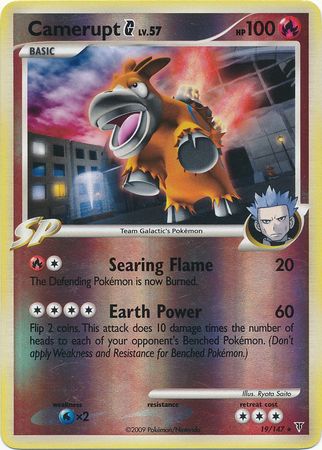 Camerupt G LV.57 HP 100
BASIC
SP
Team Galactic's Pokémon
Searing Flame 20
The Defending Pokémon is now Burned.
Earth Power 60
Flip 2 coins. This attack does 10 damage times the number of
heads to each of your opponent's Benched Pokémon. (Don't
apply Weakness and Resistance for Benched Pokémon.)
Illus. Ryota Saito
weakness resistance retreat cost
×2
©2009 Pokémon/Nintendo 19/147 ★